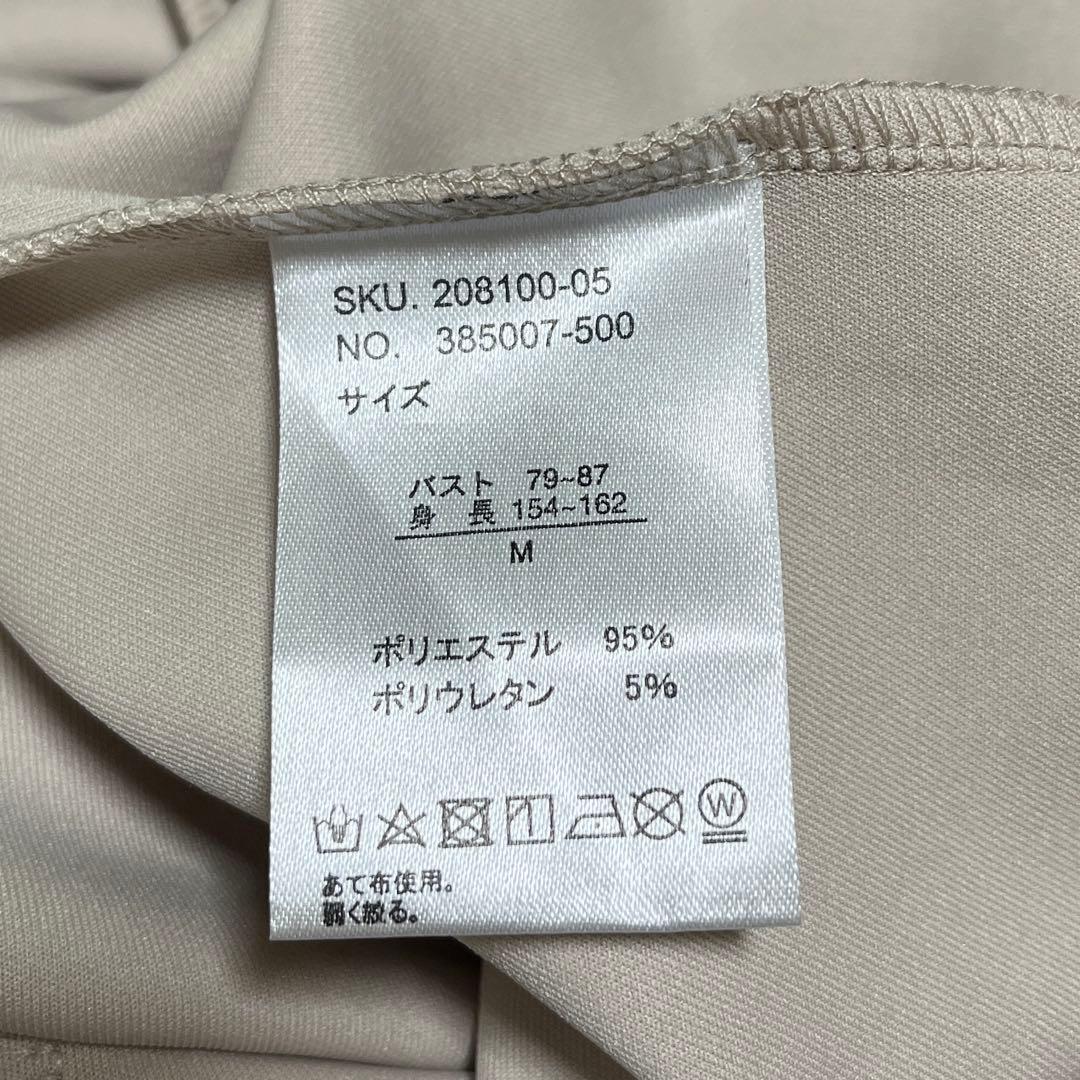 SKU. 208100-05
NO. 385007-500
サイズ
バスト 79~87
身 長 154~162
M
ポリエステル 95%
ポリウレタン 5%
W
あて布使用。
弱く絞る。